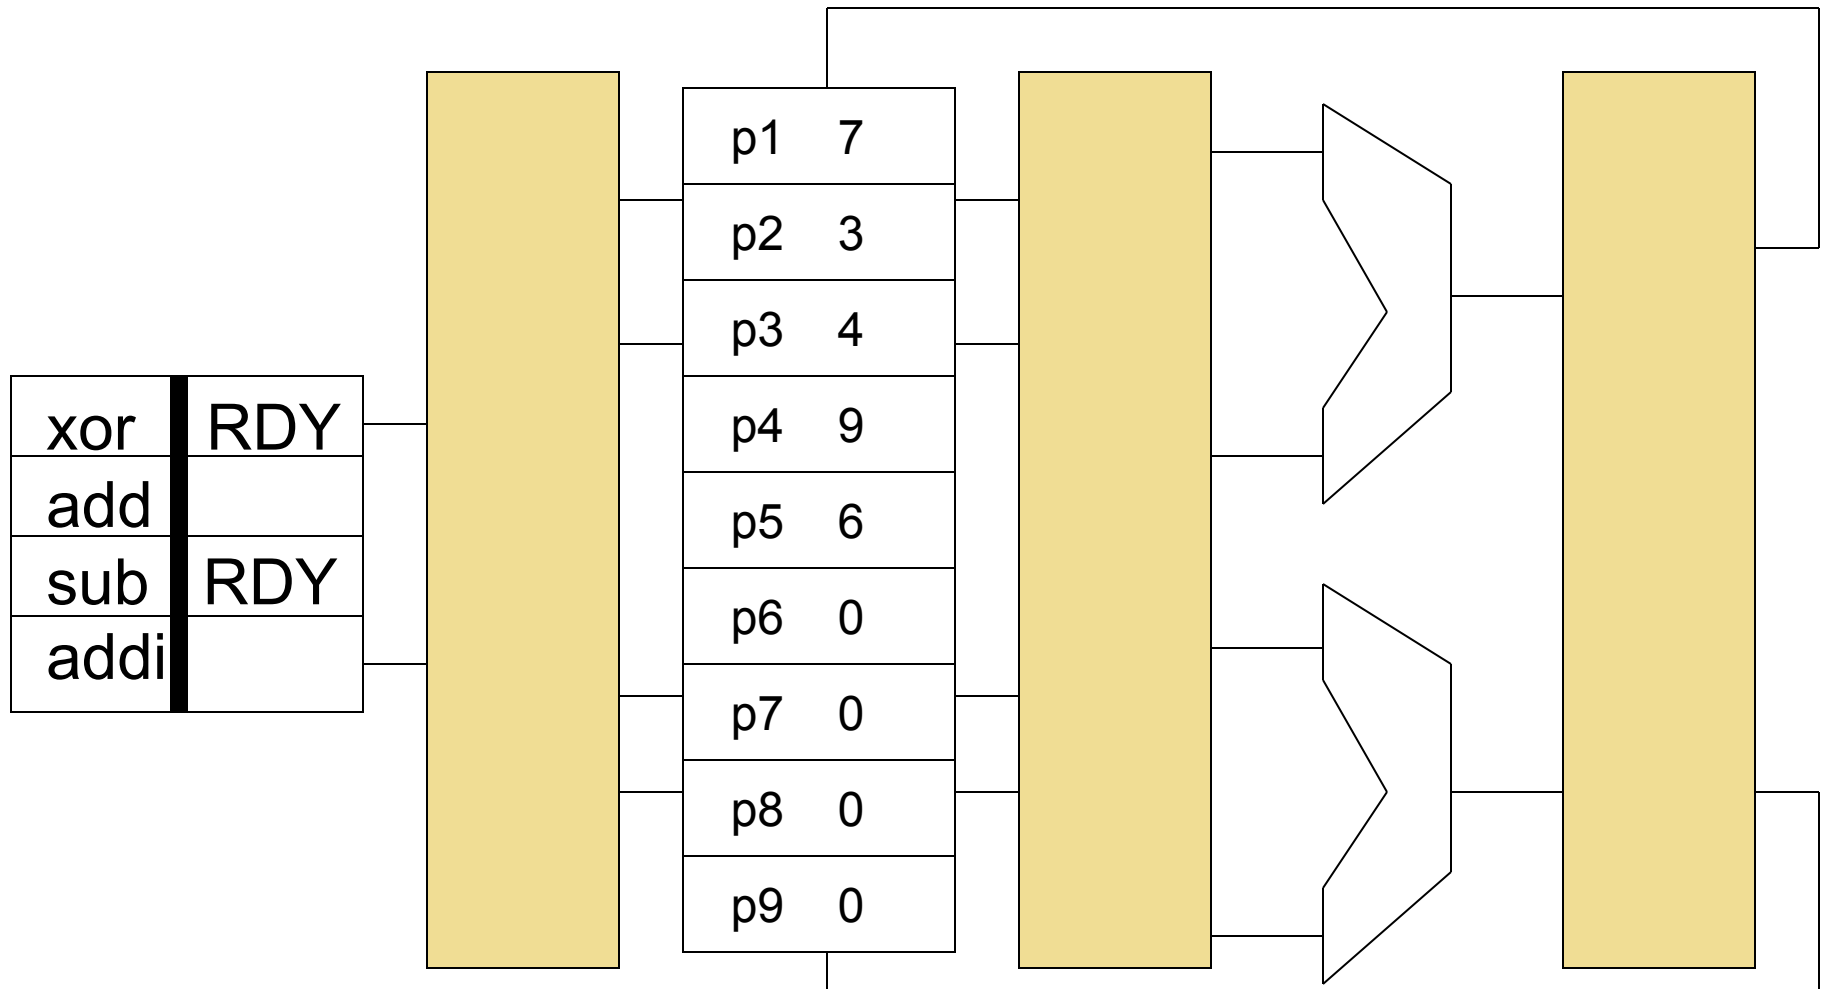 xor RDY
add
sub RDY
addi
p1 7
p2 3
p3 4
p4 9
p5 6
p6 0
p7 0
p8 0
p9 0